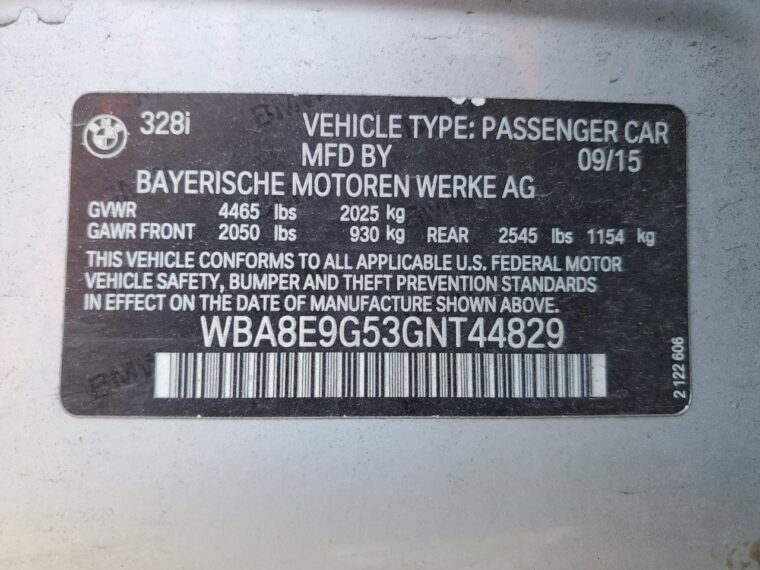 328i VEHICLE TYPE: PASSENGER CAR
MFD BY 09/15
BAYERISCHE MOTOREN WERKE AG
GVWR 4465 lbs 2025 kg
GAWR FRONT 2050 lbs 930 kg REAR 2545 lbs 1154 kg
THIS VEHICLE CONFORMS TO ALL APPLICABLE U.S. FEDERAL MOTOR
VEHICLE SAFETY, BUMPER AND THEFT PREVENTION STANDARDS
IN EFFECT ON THE DATE OF MANUFACTURE SHOWN ABOVE.
WBA8E9G53GNT44829
2 122 606
BMW